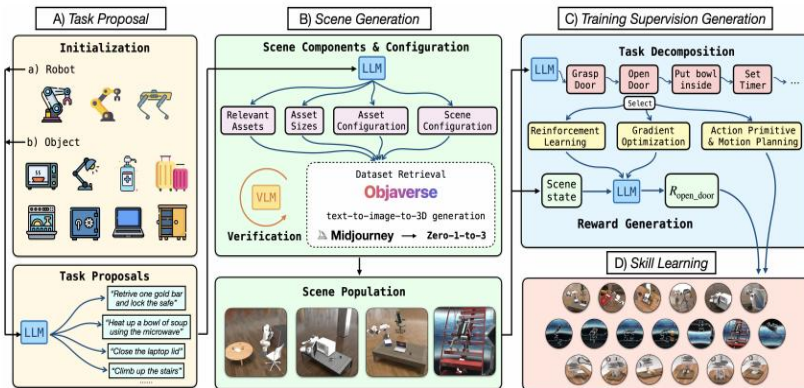 A) Task Proposal
Initialization
a) Robot
b) Object
Task Proposals
LLM
"Retrive one gold bar
and lock the safe"
"Heat up a bowl of soup
using the microwave"
"Close the laptop lid"
"Climb up the stairs"
......
B) Scene Generation
Scene Components & Configuration
LLM
Relevant
Assets
Asset
Sizes
Asset
Configuration
Scene
Configuration
Dataset Retrieval
Objaverse
text-to-image-to-3D generation
Midjourney → Zero-1-to-3
VLM
Verification
Scene Population
C) Training Supervision Generation
Task Decomposition
LLM
Grasp
Door
Open
Door
Put bowl
inside
Set
Timer
...
Select
Reinforcement
Learning
Gradient
Optimization
Action Primitive
& Motion Planning
Scene
state
LLM
Ropen_door
Reward Generation
D) Skill Learning